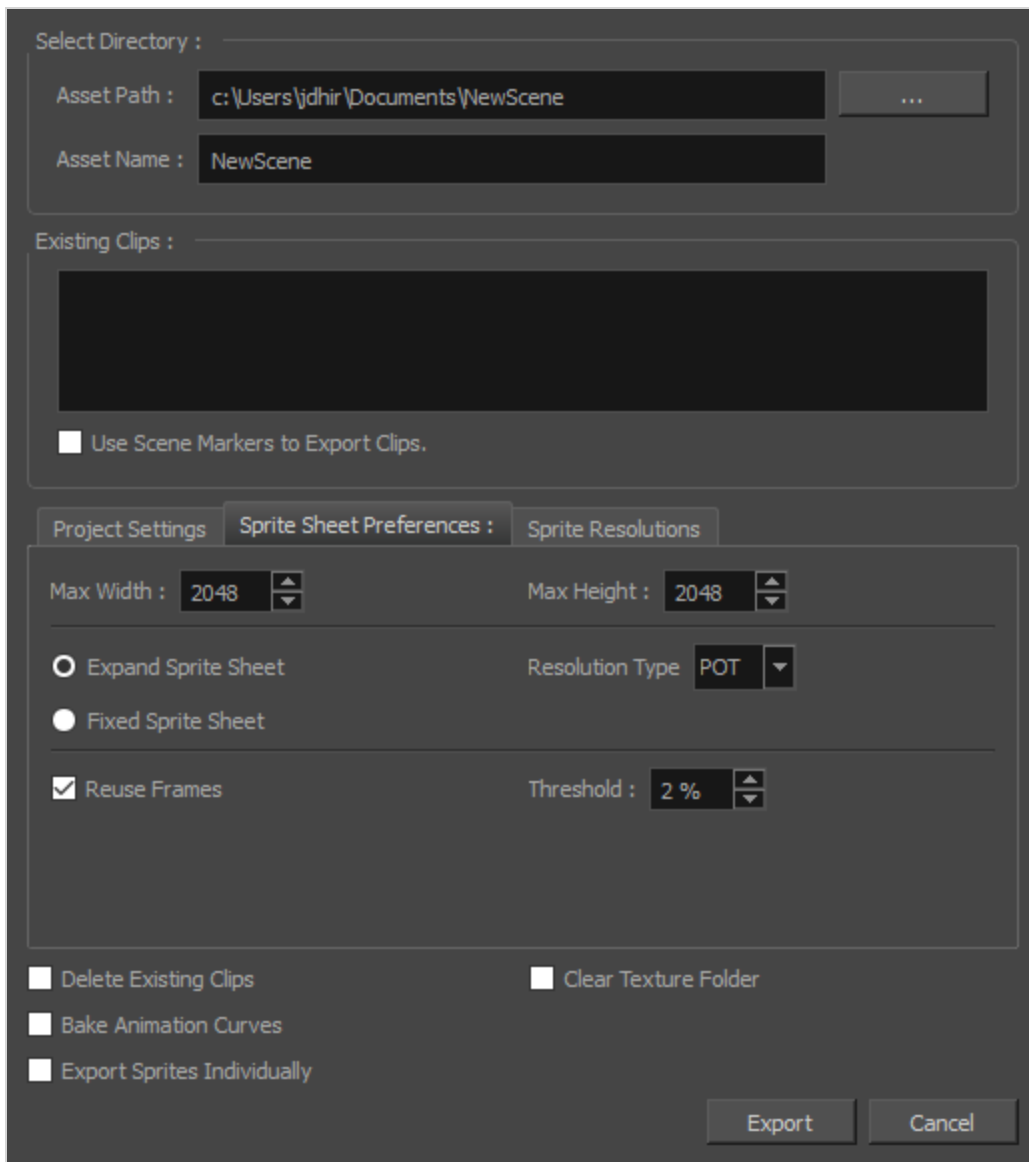 Select Directory :
Asset Path : c:\Users\jdhir\Documents\NewScene ...
Asset Name : NewScene
Existing Clips :
Use Scene Markers to Export Clips.
Project Settings Sprite Sheet Preferences : Sprite Resolutions
Max Width : 2048 Max Height : 2048
Expand Sprite Sheet Resolution Type POT
Fixed Sprite Sheet
Reuse Frames Threshold : 2 %
Delete Existing Clips Clear Texture Folder
Bake Animation Curves
Export Sprites Individually
Export Cancel